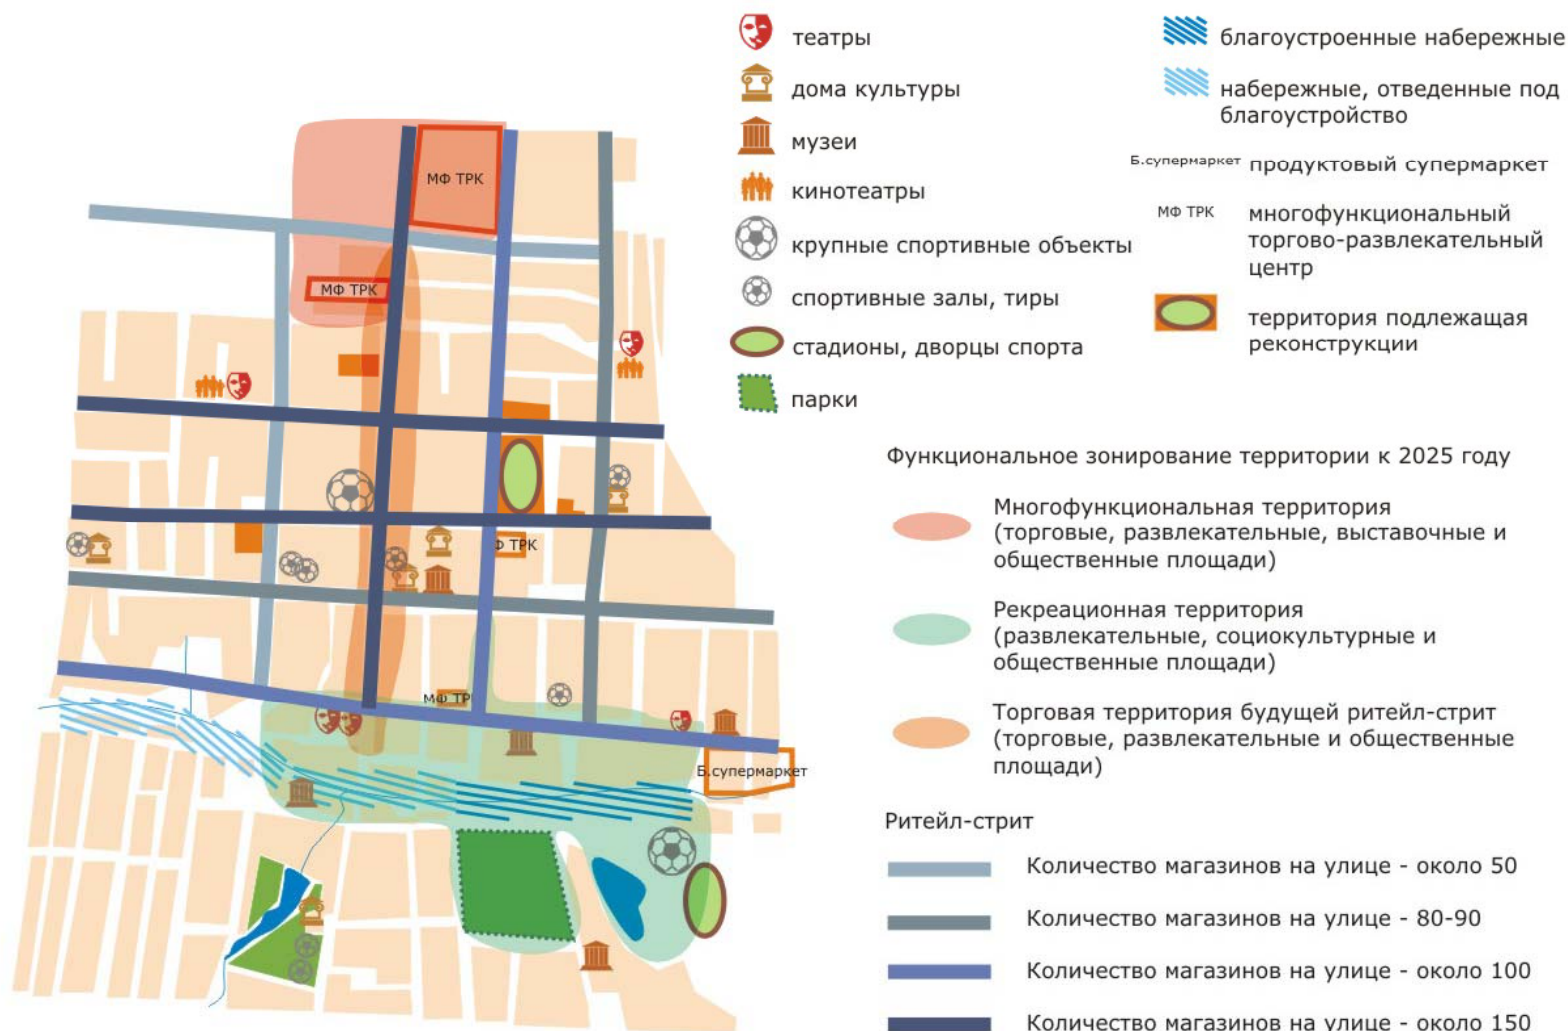 театры
дома культуры
музеи
кинотеатры
крупные спортивные объекты
спортивные залы, тиры
стадионы, дворцы спорта
парки
благоустроенные набережные
набережные, отведенные под
благоустройство
Б.супермаркет продуктовый супермаркет
МФ ТРК многофункциональный
торгово-развлекательный
центр
территория подлежащая
реконструкции
МФ ТРК
МФ ТРК
Ф ТРК
МФ ТР
Б.супермаркет
Функциональное зонирование территории к 2025 году
Многофункциональная территория
(торговые, развлекательные, выставочные и
общественные площади)
Рекреационная территория
(развлекательные, социокультурные и
общественные площади)
Торговая территория будущей ритейл-стрит
(торговые, развлекательные и общественные
площади)
Ритейл-стрит
Количество магазинов на улице - около 50
Количество магазинов на улице - 80-90
Количество магазинов на улице - около 100
Количество магазинов на улице - около 150